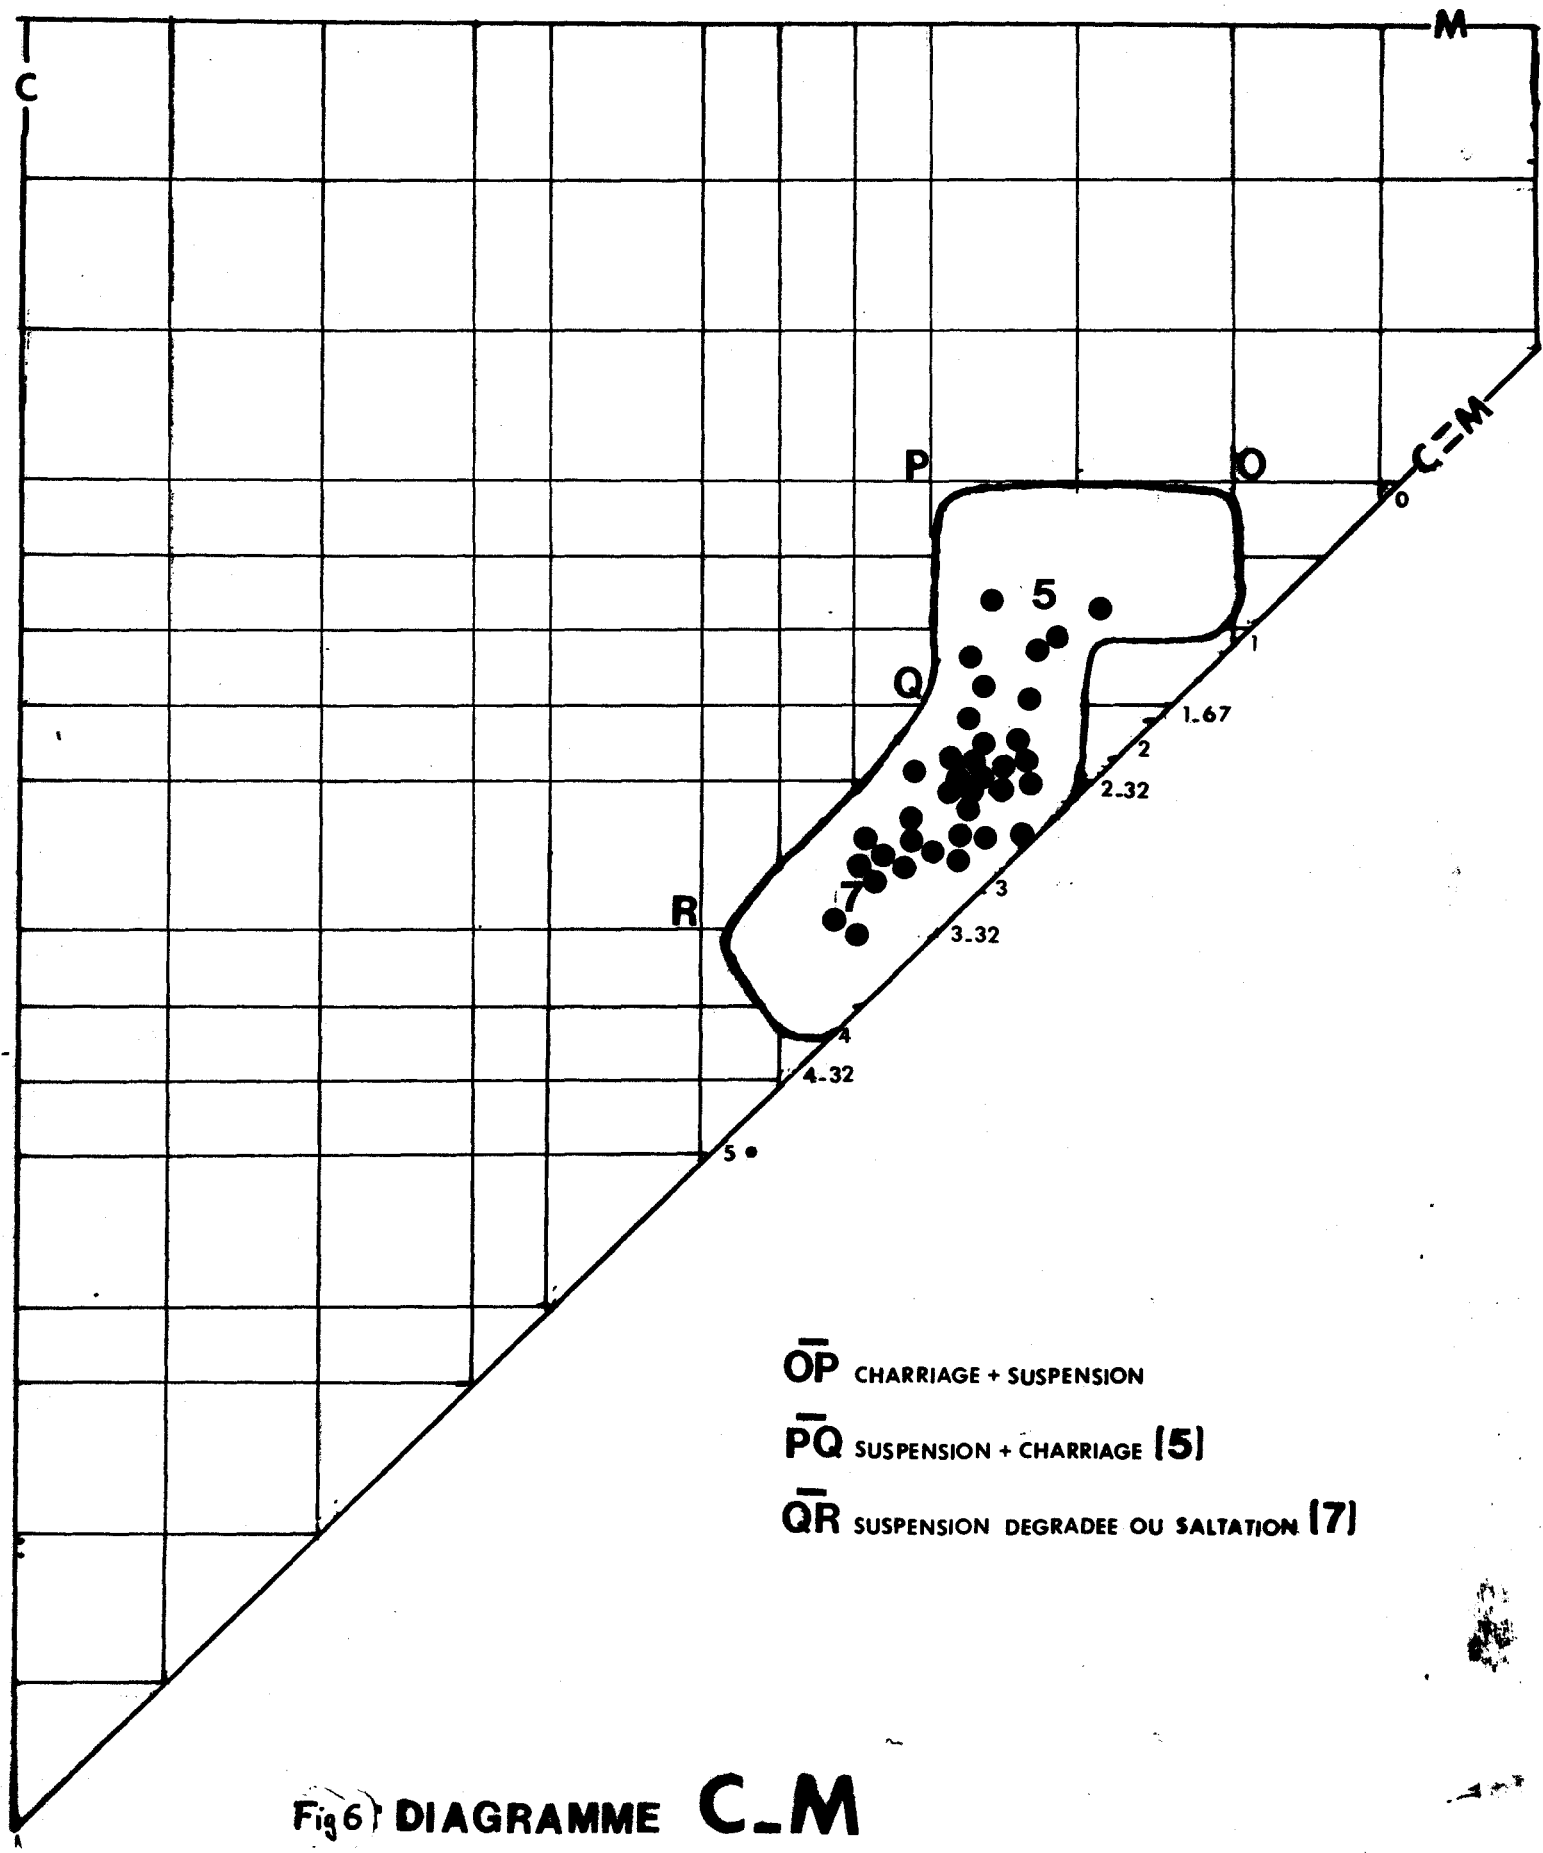 M
C
C=M
P
O
0
5
1
Q
1-67
2
2-32
7
3
R
3-32
4
4-32
5
OP CHARRIAGE + SUSPENSION
PQ SUSPENSION + CHARRIAGE (5)
QR SUSPENSION DEGRADEE OU SALTATION (7)
Fig 6): DIAGRAMME C-M